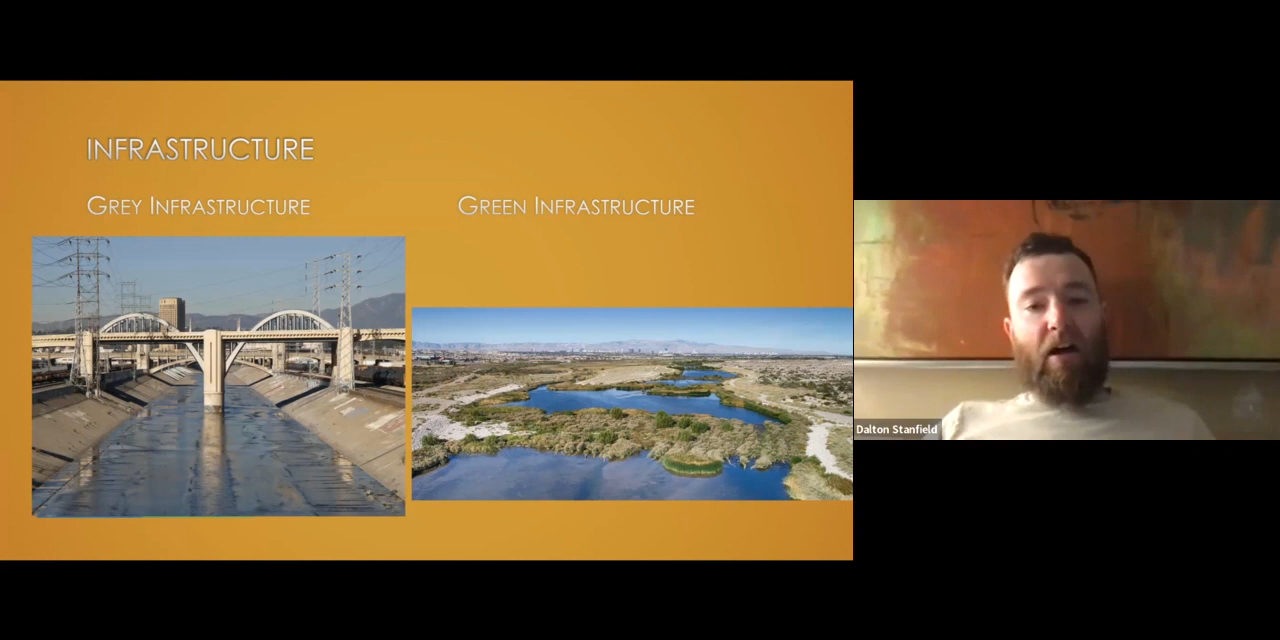 INFRASTRUCTURE
GREY INFRASTRUCTURE
GREEN INFRASTRUCTURE
Dalton Stanfield